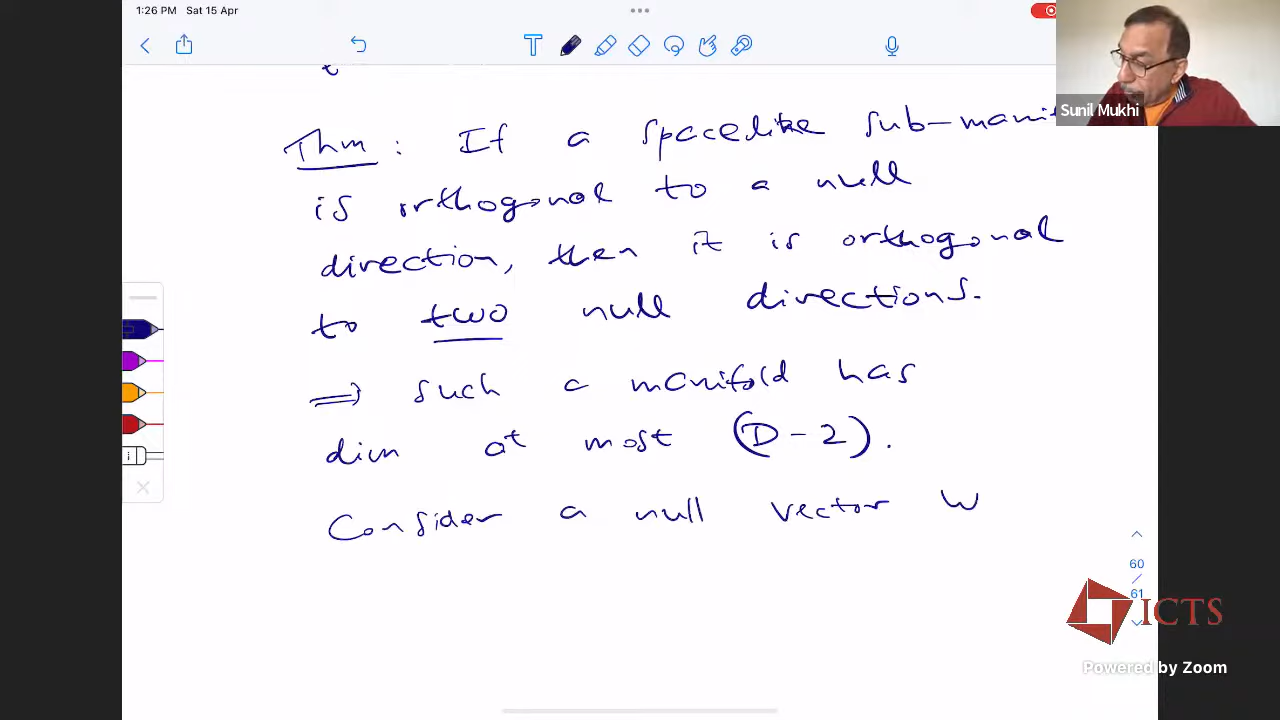 1:26 PM Sat 15 Apr
Sunil Mukhi
Thm : If a spacelike sub-manif
is orthogonal to a null
direction, then it is orthogonal
to two null directions.
⟹ such a manifold has
dim at most (D-2).
Consider a null vector W
60
/
61
ICTS
Powered by Zoom